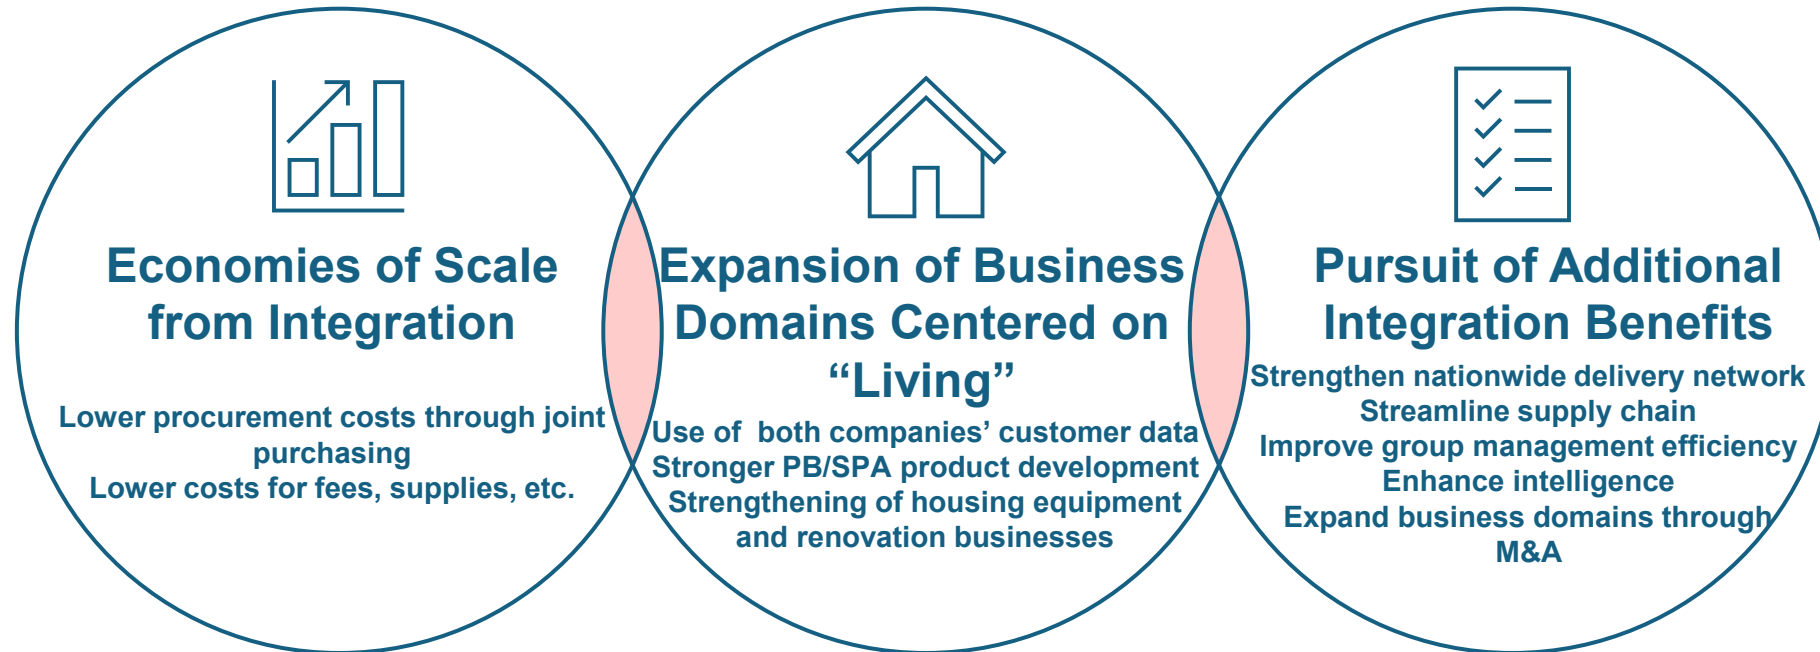 Economies of Scale
from Integration
Lower procurement costs through joint
purchasing
Lower costs for fees, supplies, etc.
Expansion of Business
Domains Centered on
“Living”
Use of  both companies’ customer data
Stronger PB/SPA product development
Strengthening of housing equipment
and renovation businesses
Pursuit of Additional
Integration Benefits
Strengthen nationwide delivery network
Streamline supply chain
Improve group management efficiency
Enhance intelligence
Expand business domains through
M&A